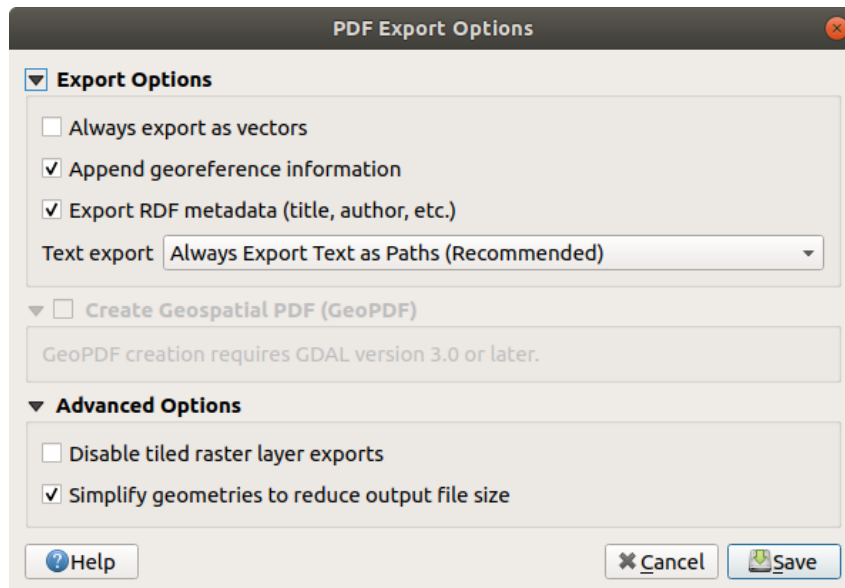 PDF Export Options
Export Options
Always export as vectors
Append georeference information
Export RDF metadata (title, author, etc.)
Text export Always Export Text as Paths (Recommended)
Create Geospatial PDF (GeoPDF)
GeoPDF creation requires GDAL version 3.0 or later.
Advanced Options
Disable tiled raster layer exports
Simplify geometries to reduce output file size
Help Cancel Save